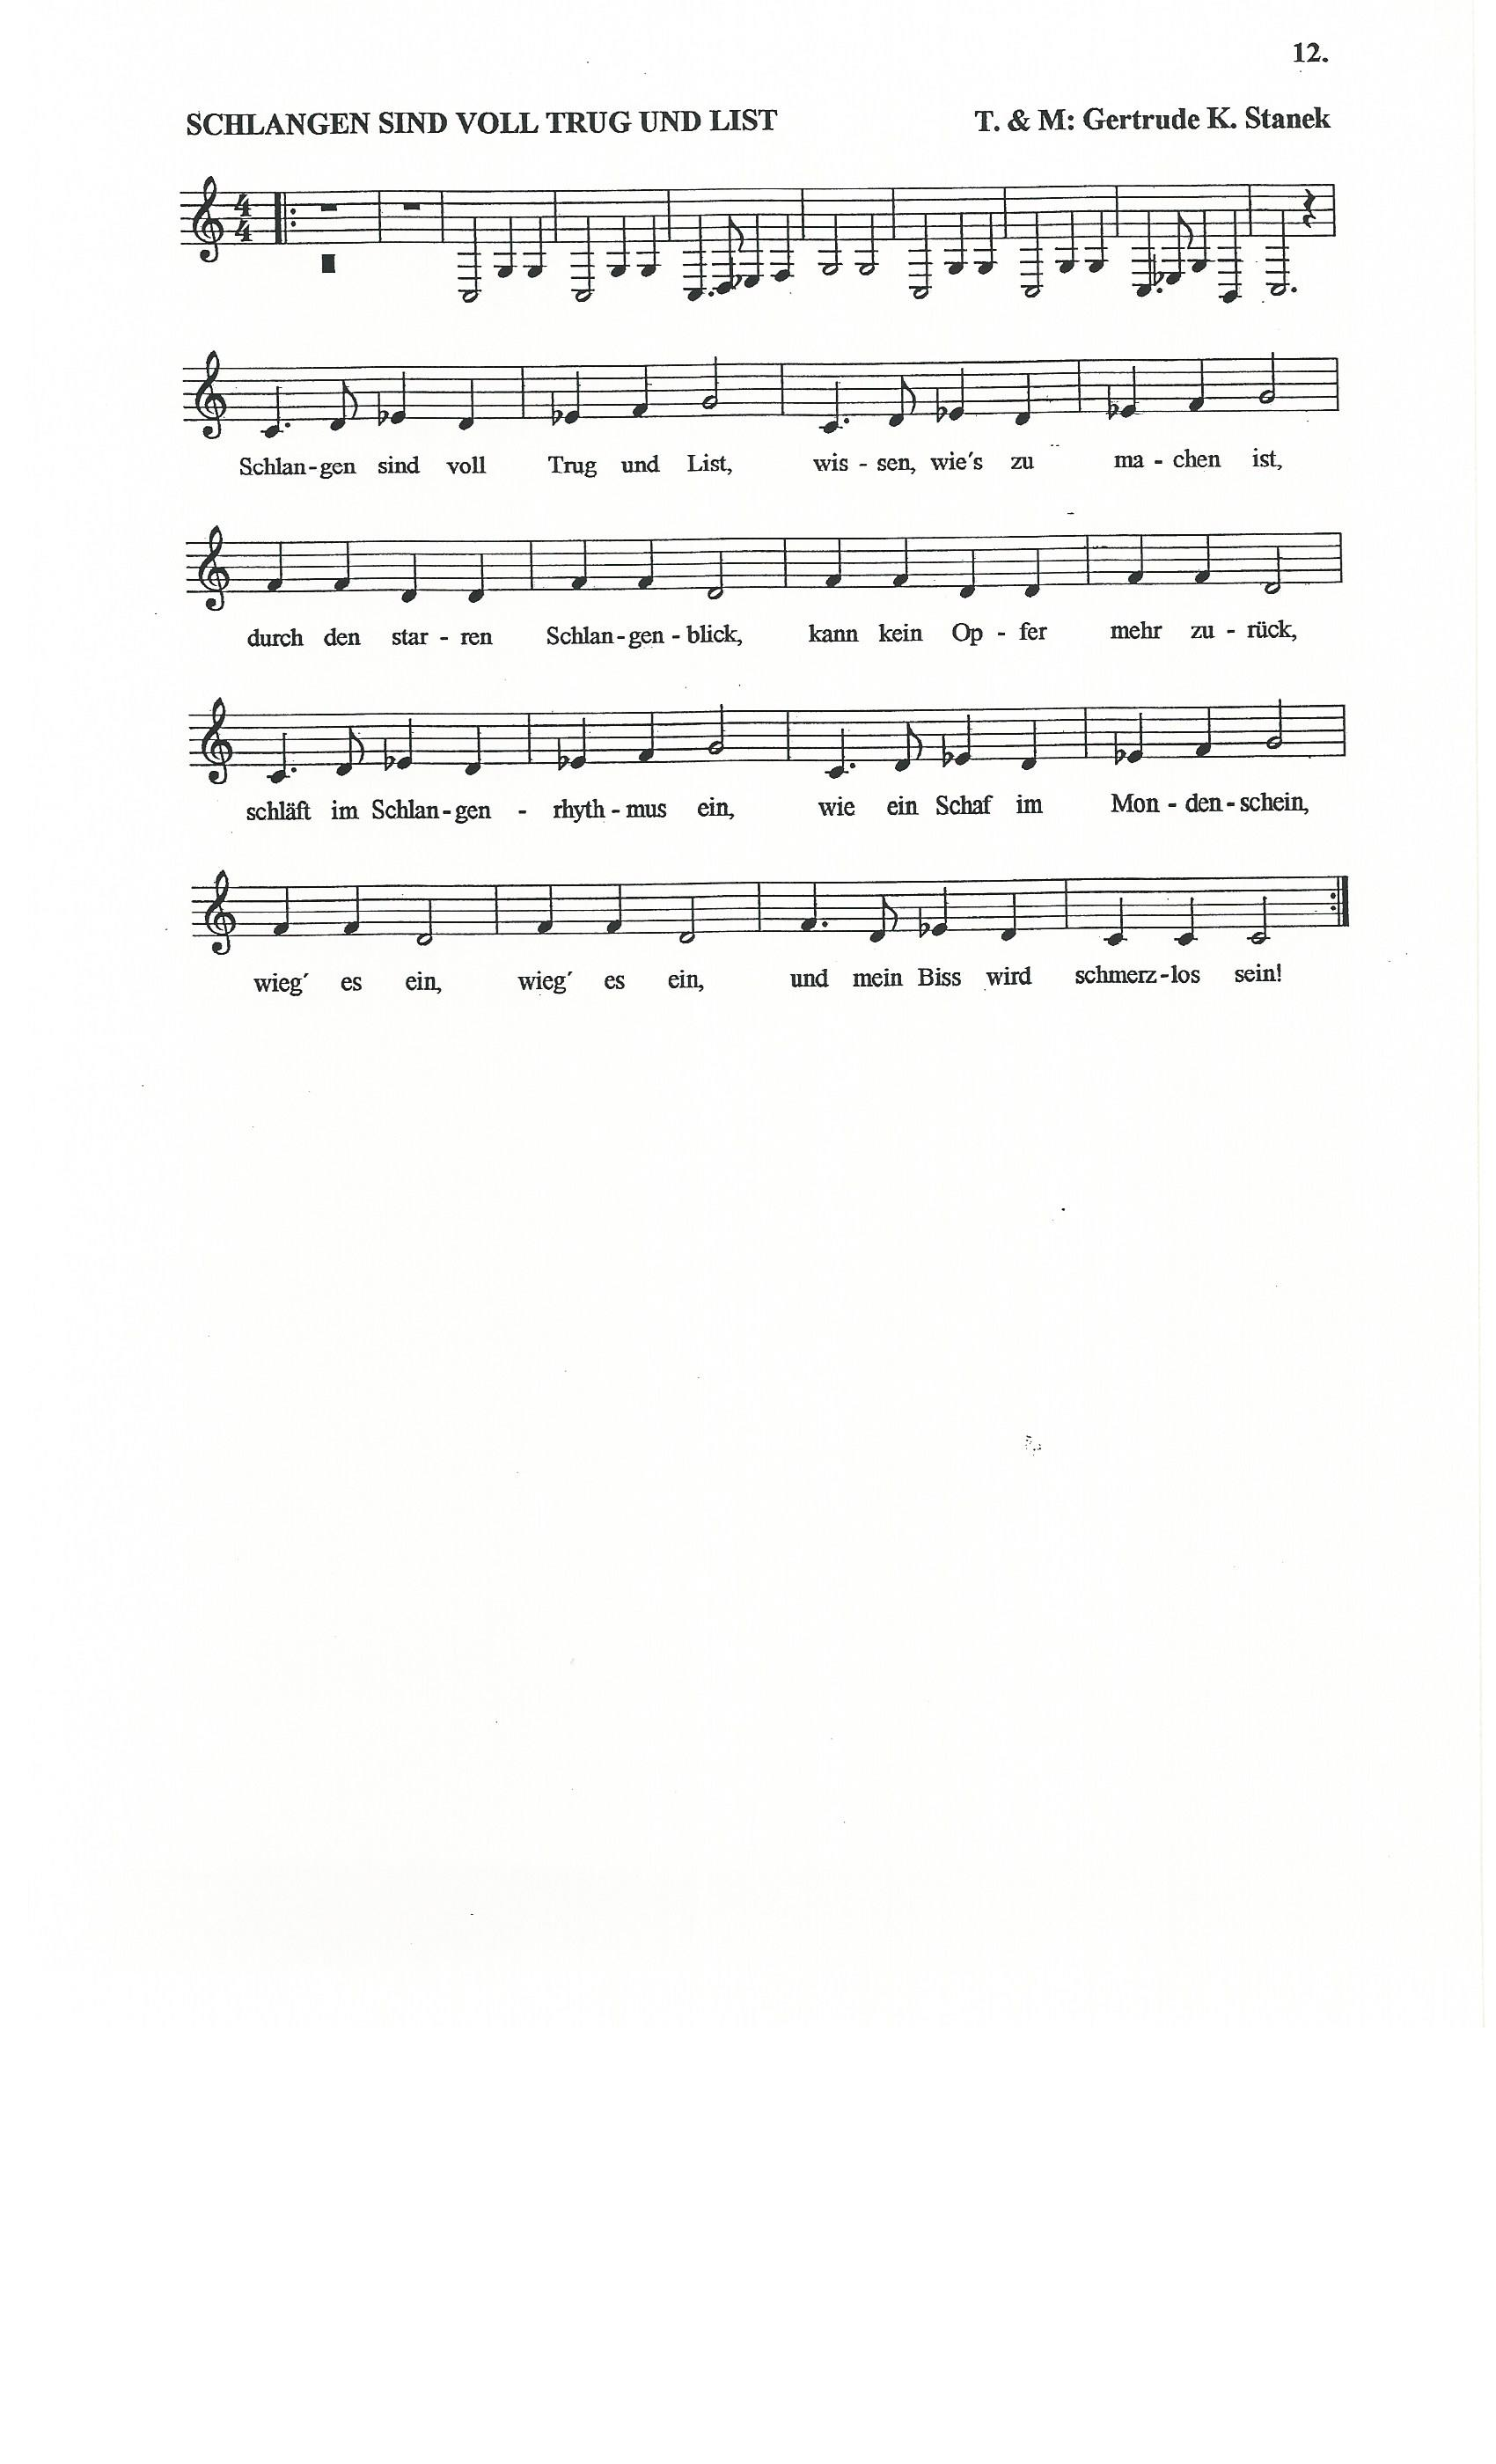 12.
SCHLANGEN SIND VOLL TRUG UND LIST T. & M: Gertrude K. Stanek
4
4
Schlan-gen sind voll Trug und List, wis - sen, wie's zu ma - chen ist,
durch den star - ren Schlan-gen - blick, kann kein Op - fer mehr zu - rück,
schläft im Schlan-gen - rhyth - mus ein, wie ein Schaf im Mon - den - schein,
wieg´ es ein, wieg´ es ein, und mein Biss wird schmerz-los sein!